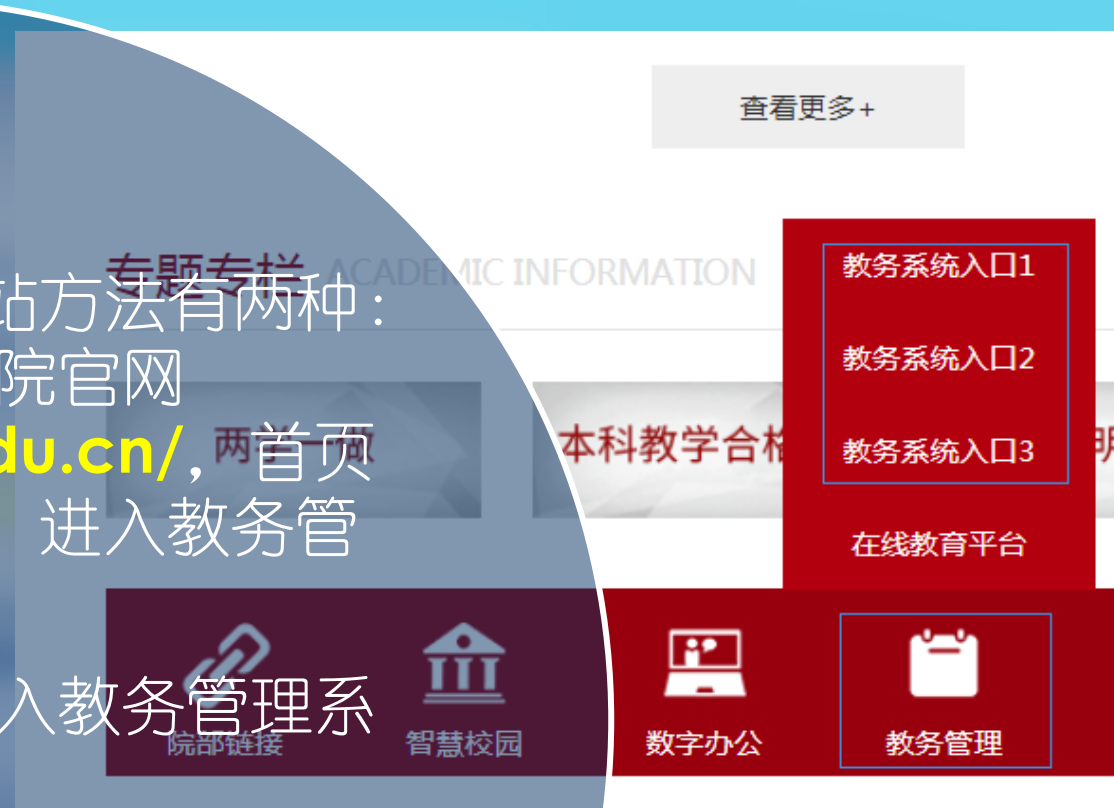 查看更多+
专题专栏 ACADEMIC INFORMATION
站方法有两种：
院官网
du.cn/，首页
进入教务管
入教务管理系
两学一做
本科教学合格
教务系统入口1
教务系统入口2
教务系统入口3
在线教育平台
院部链接
智慧校园
数字办公
教务管理